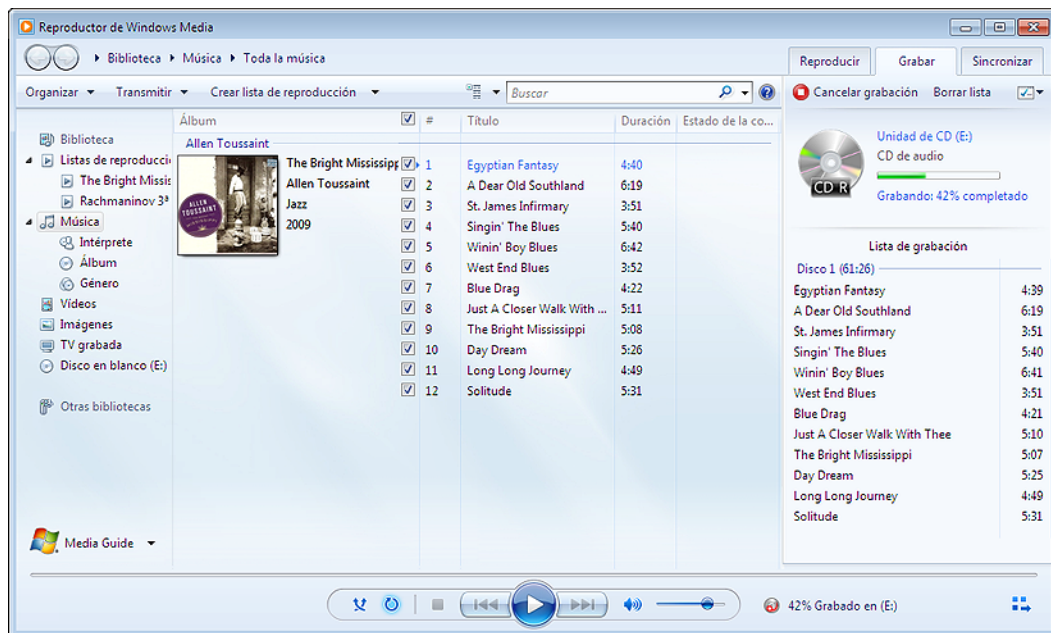 Reproductor de Windows Media
Biblioteca Música Toda la música
Reproducir Grabar Sincronizar
Organizar Transmitir Crear lista de reproducción Buscar
Cancelar grabación Borrar lista
Biblioteca
Listas de reproducci
The Bright Missis
Rachmaninov 3ª
Música
Intérprete
Álbum
Género
Vídeos
Imágenes
TV grabada
Disco en blanco (E:)
Otras bibliotecas
Media Guide
Álbum # Título Duración Estado de la co...
Allen Toussaint
ALLEN TOUSSAINT
The Bright Mississipp
Allen Toussaint
Jazz
2009
1 Egyptian Fantasy 4:40
2 A Dear Old Southland 6:19
3 St. James Infirmary 3:51
4 Singin' The Blues 5:40
5 Winin' Boy Blues 6:42
6 West End Blues 3:52
7 Blue Drag 4:22
8 Just A Closer Walk With ... 5:11
9 The Bright Mississippi 5:08
10 Day Dream 5:26
11 Long Long Journey 4:49
12 Solitude 5:31
CD R
Unidad de CD (E:)
CD de audio
Grabando: 42% completado
Lista de grabación
Disco 1 (61:26)
Egyptian Fantasy 4:39
A Dear Old Southland 6:19
St. James Infirmary 3:51
Singin' The Blues 5:40
Winin' Boy Blues 6:41
West End Blues 3:51
Blue Drag 4:21
Just A Closer Walk With Thee 5:10
The Bright Mississippi 5:07
Day Dream 5:25
Long Long Journey 4:49
Solitude 5:31
42% Grabado en (E:)